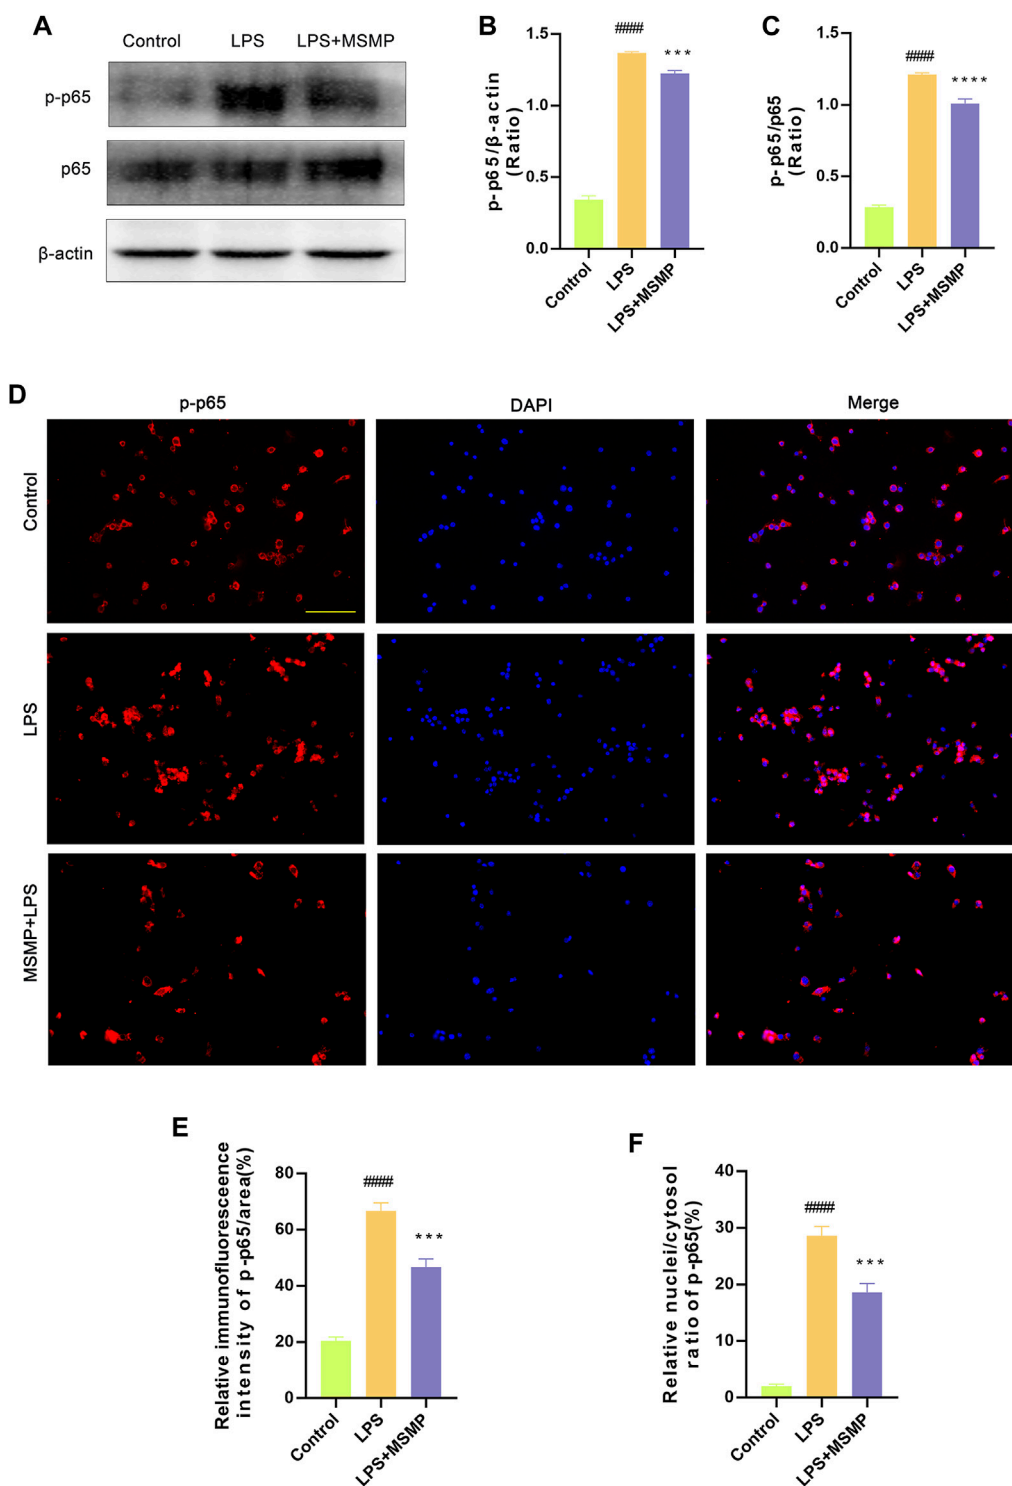 A
Control LPS LPS+MSMP
p-p65
p65
β-actin
B
p-p65/β-actin
(Ratio)
1.5
1.0
0.5
0.0
####
***
Control
LPS
LPS+MSMP
C
p-p65/p65
(Ratio)
1.5
1.0
0.5
0.0
####
****
Control
LPS
LPS+MSMP
D
p-p65 DAPI Merge
Control
LPS
MSMP+LPS
E
Relative immunofluoresceence
intensity of p-p65/area(%)
80
60
40
20
0
####
***
Control
LPS
LPS+MSMP
F
Relative nuclei/cytosol
ratio of p-p65(%)
40
30
20
10
0
####
***
Control
LPS
LPS+MSMP